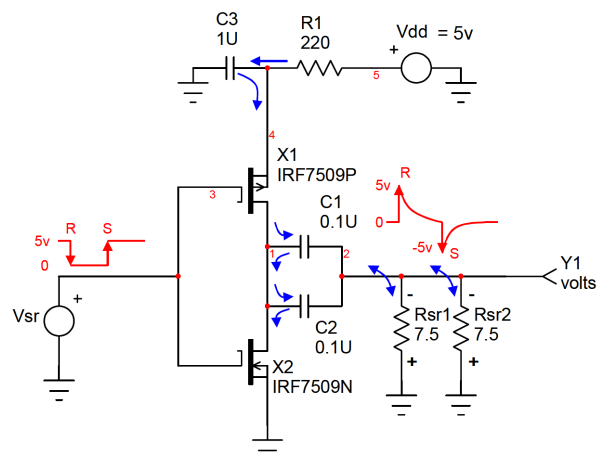 C3
1U
R1
220
Vdd = 5v
+
5
4
X1
IRF7509P
3
C1
0.1U
1
2
C2
0.1U
X2
IRF7509N
R S
5v
0
Vsr
+
R
5v
0
-5v
S
Y1
volts
-
Rsr1
7.5
+
-
Rsr2
7.5
+